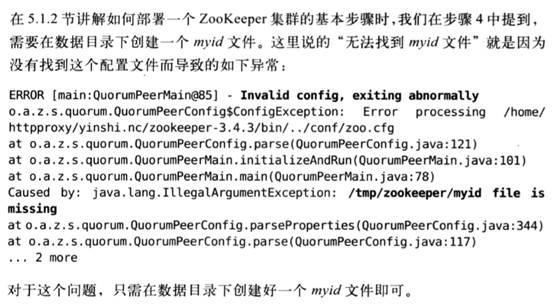 在 5.1.2 节讲解如何部署一个 ZooKeeper 集群的基本步骤时，我们在步骤 4 中提到，
需要在数据目录下创建一个 myid 文件。这里说的“无法找到 myid 文件”就是因为
没有找到这个配置文件而导致的如下异常：
ERROR [main:QuorumPeerMain@85] - Invalid config, exiting abnormally
o.a.z.s.quorum.QuorumPeerConfig$ConfigException: Error processing /home/
httpproxy/yinshi.nc/zookeeper-3.4.3/bin/../conf/zoo.cfg
at o.a.z.s.quorum.QuorumPeerConfig.parse(QuorumPeerConfig.java:121)
at o.a.z.s.quorum.QuorumPeerMain.initializeAndRun(QuorumPeerMain.java:101)
at o.a.z.s.quorum.QuorumPeerMain.main(QuorumPeerMain.java:78)
Caused by: java.lang.IllegalArgumentException: /tmp/zookeeper/myid file is
missing
at o.a.z.s.quorum.QuorumPeerConfig.parseProperties(QuorumPeerConfig.java:344)
at o.a.z.s.quorum.QuorumPeerConfig.parse(QuorumPeerConfig.java:117)
... 2 more
对于这个问题，只需在数据目录下创建好一个 myid 文件即可。